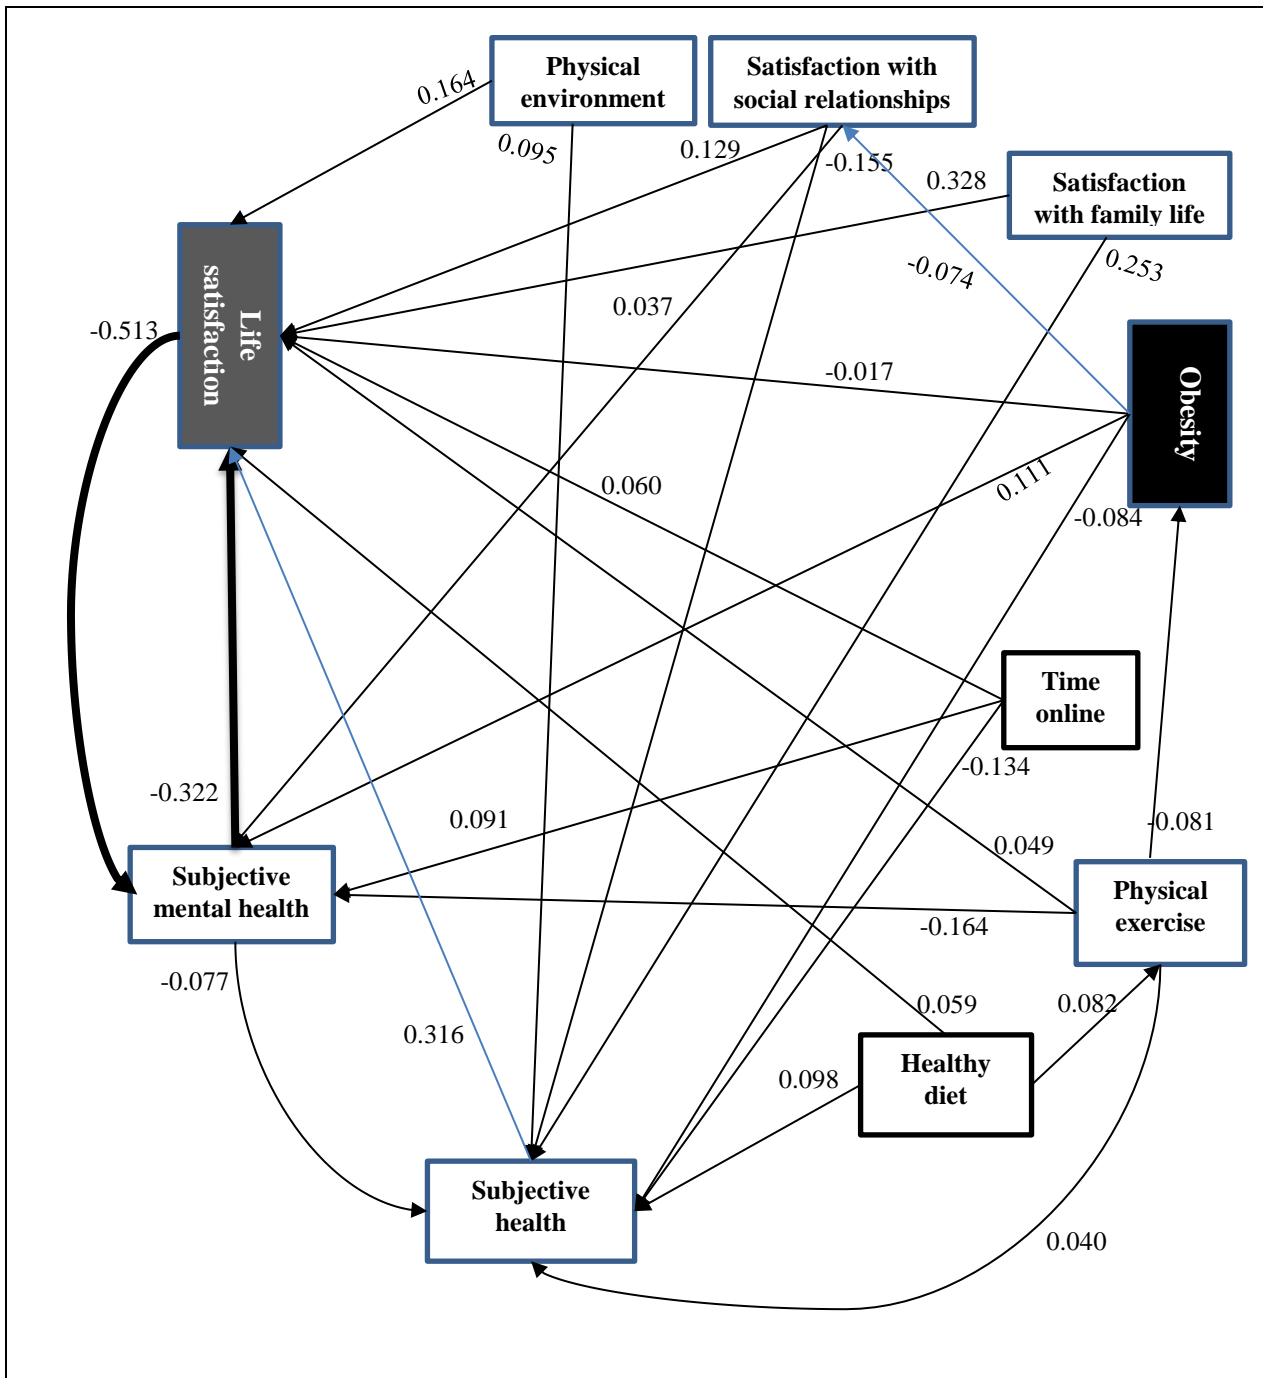 Physical
environment
Satisfaction with
social relationships
0.164
0.095
0.129
-0.155
0.328
Satisfaction
with family life
0.253
-0.074
0.037
-0.513
Life
satisfaction
-0.017
Obesity
0.060
0.111
-0.084
Time
online
-0.134
-0.322
0.091
-0.081
0.049
Subjective
mental health
Physical
exercise
-0.164
-0.077
0.059
0.082
0.316
Healthy
diet
0.098
Subjective
health
0.040